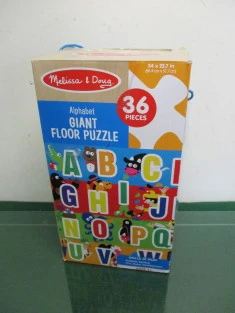 Melissa & Doug
Alphabet
GIANT
FLOOR PUZZLE
36
PIECES
A B C
G H I J
N O P Q
U V W